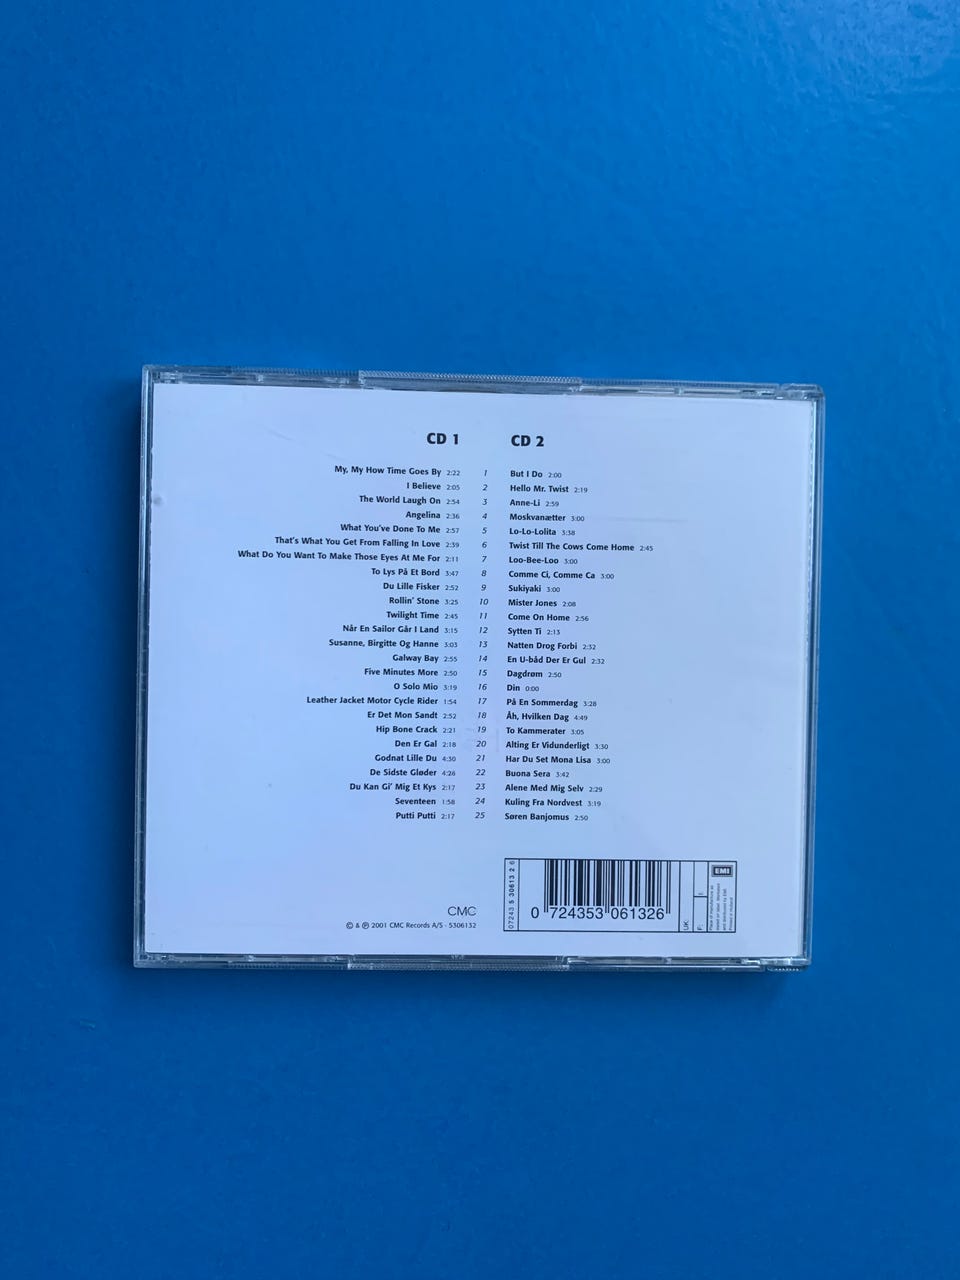 CD 1
My, My How Time Goes By 2:22 1
I Believe 2:05 2
The World Laugh On 2:54 3
Angelina 2:36 4
What You've Done To Me 2:57 5
That's What You Get From Falling In Love 2:39 6
What Do You Want To Make Those Eyes At Me For 2:11 7
To Lys På Et Bord 3:47 8
Du Lille Fisker 2:52 9
Rollin' Stone 3:25 10
Twilight Time 2:45 11
Når En Sailor Går I Land 3:15 12
Susanne, Birgitte Og Hanne 3:03 13
Galway Bay 2:55 14
Five Minutes More 2:50 15
O Solo Mio 3:19 16
Leather Jacket Motor Cycle Rider 1:54 17
Er Det Mon Sandt 2:52 18
Hip Bone Crack 2:21 19
Den Er Gal 2:18 20
Godnat Lille Du 4:30 21
De Sidste Gløder 4:26 22
Du Kan Gi' Mig Et Kys 2:17 23
Seventeen 1:58 24
Putti Putti 2:17 25
CD 2
But I Do 2:00
Hello Mr. Twist 2:19
Anne-Li 2:59
Moskvanætter 3:00
Lo-Lo-Lolita 3:38
Twist Till The Cows Come Home 2:45
Loo-Bee-Loo 3:00
Comme Ci, Comme Ca 3:00
Sukiyaki 3:00
Mister Jones 2:08
Come On Home 2:56
Sytten Ti 2:13
Natten Drog Forbi 2:32
En U-båd Der Er Gul 2:32
Dagdrøm 2:50
Din 0:00
På En Sommerdag 3:28
Åh, Hvilken Dag 4:49
To Kammerater 3:05
Alting Er Vidunderligt 3:30
Har Du Set Mona Lisa 3:00
Buona Sera 3:42
Alene Med Mig Selv 2:29
Kuling Fra Nordvest 3:19
Søren Banjomus 2:50
CMC
© & ℗ 2001 CMC Records A/S · 5306132
07243 5 30613 2 6
0 724353 061326
UK:
F:
EMI